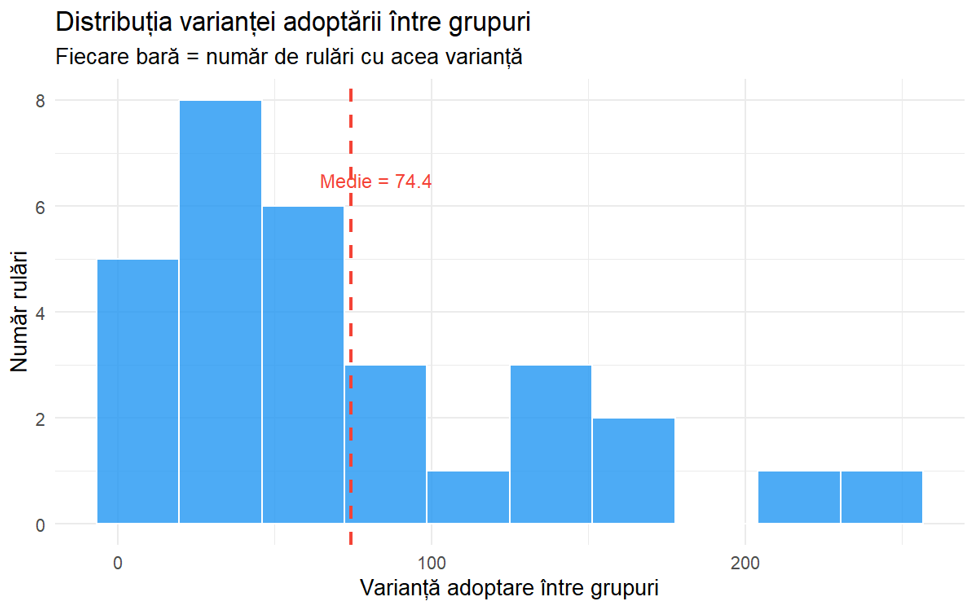 Distribuția varianței adoptării între grupuri
Fiecare bară = număr de rulări cu acea varianță
8
6
4
2
0
Număr rulări
Medie = 74.4
0
100
200
Varianță adoptare între grupuri